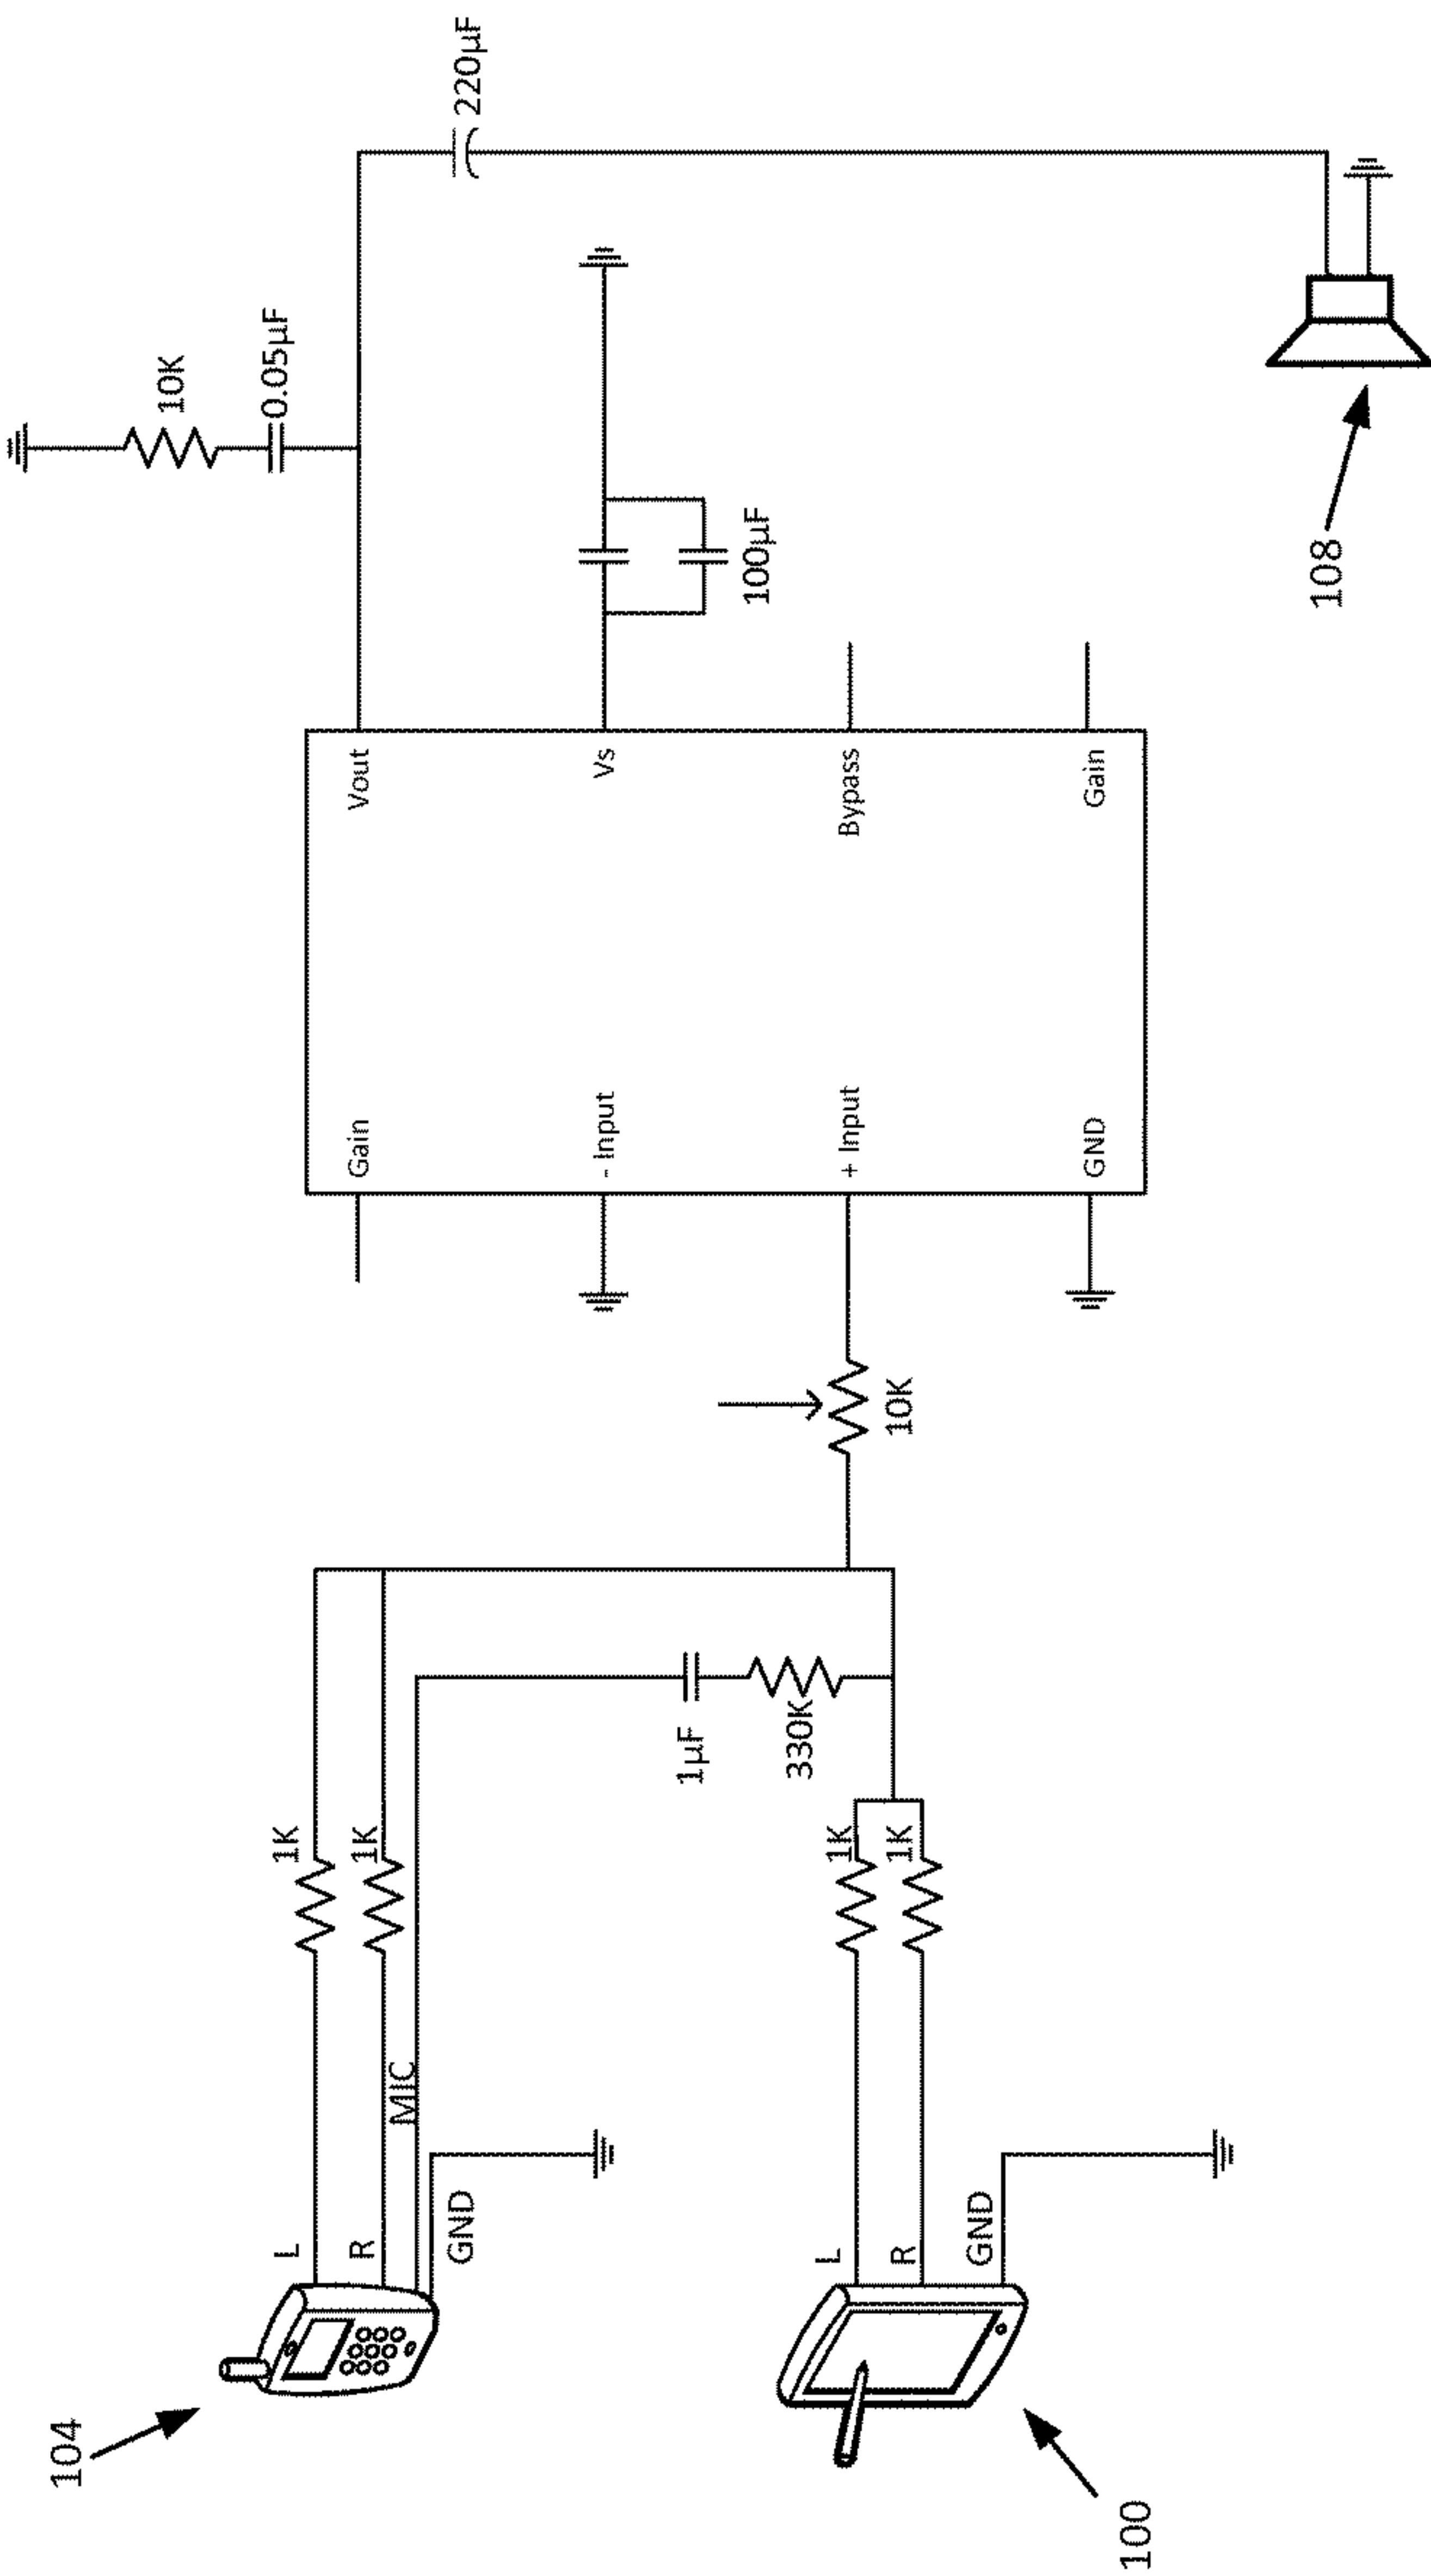 104
L
R
MIC
GND
1K
1K
1µF
330K
100
L
R
GND
1K
1K
10K
Gain
- Input
+ Input
GND
Vout
Vs
Bypass
Gain
10K
0.05µF
220µF
100µF
108